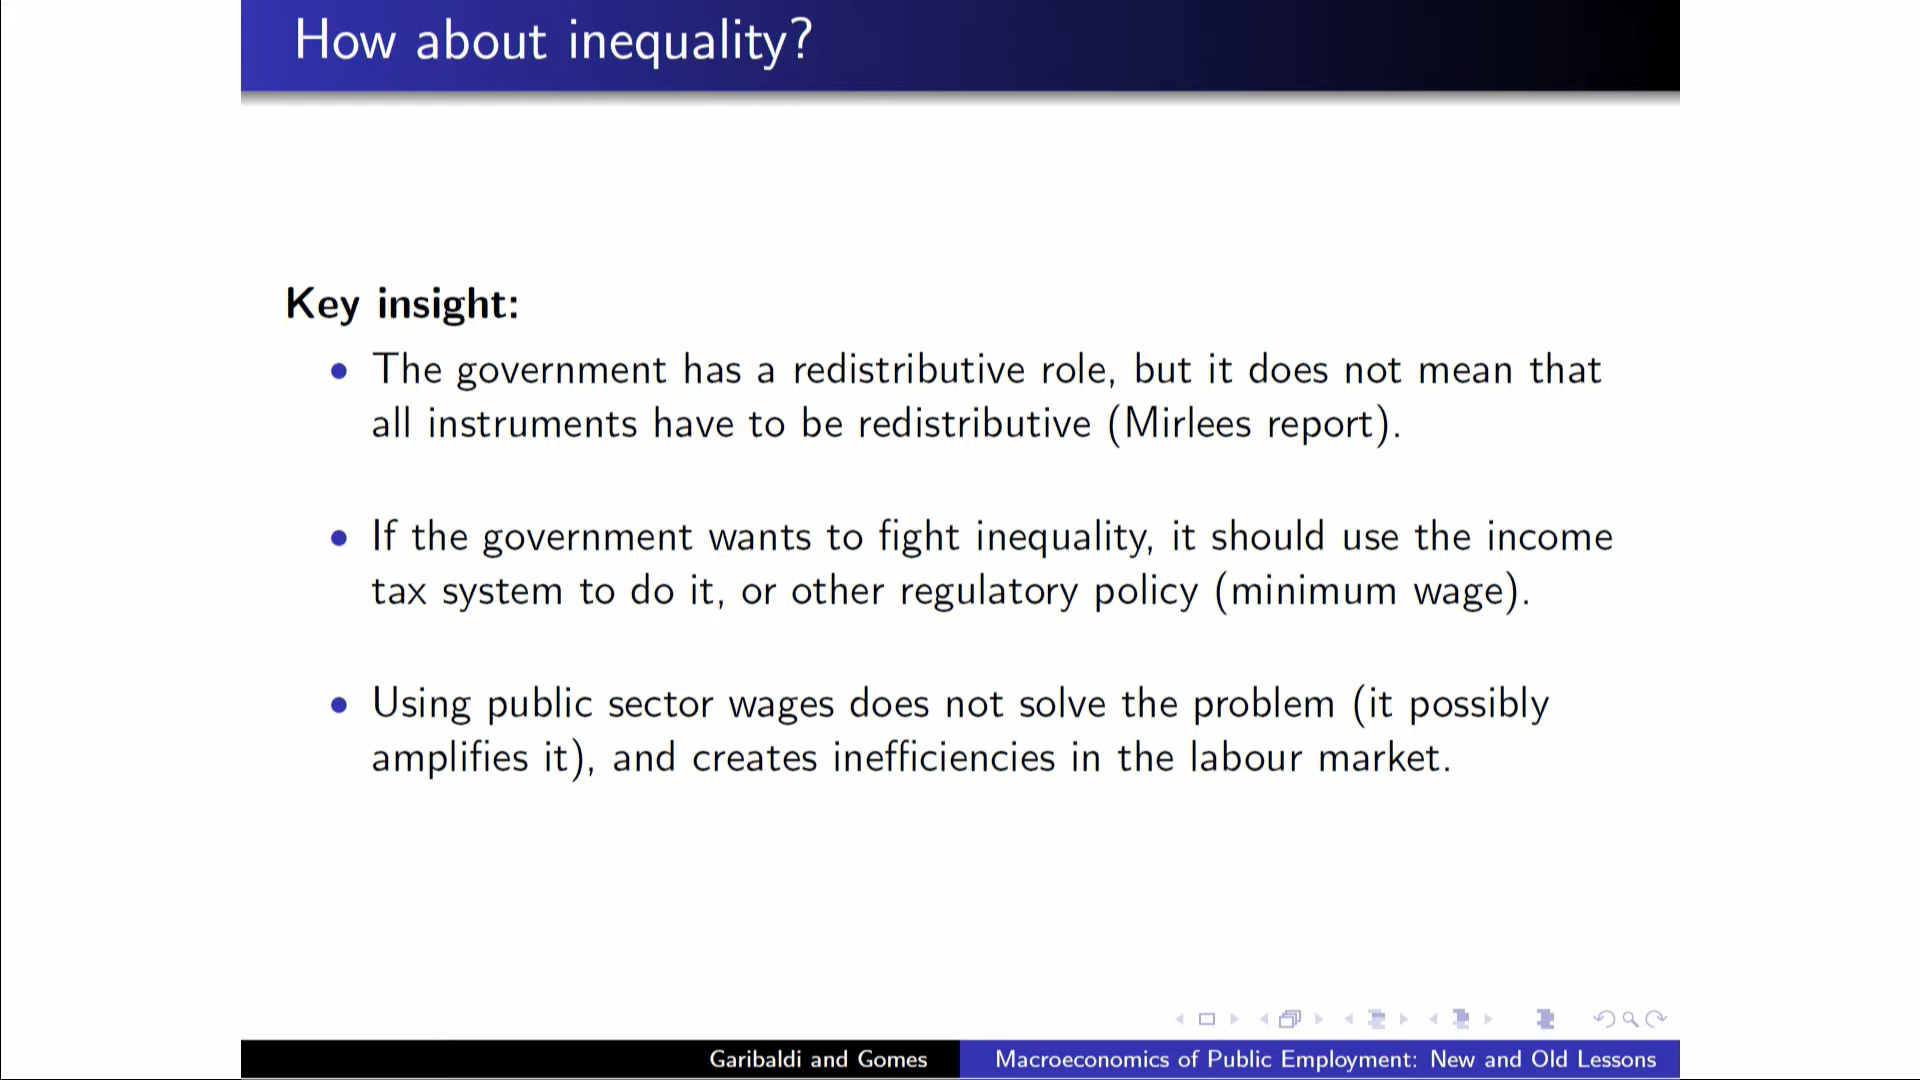 How about inequality?
Key insight:
• The government has a redistributive role, but it does not mean that
all instruments have to be redistributive (Mirlees report).
• If the government wants to fight inequality, it should use the income
tax system to do it, or other regulatory policy (minimum wage).
• Using public sector wages does not solve the problem (it possibly
amplifies it), and creates inefficiencies in the labour market.
Garibaldi and Gomes
Macroeconomics of Public Employment: New and Old Lessons